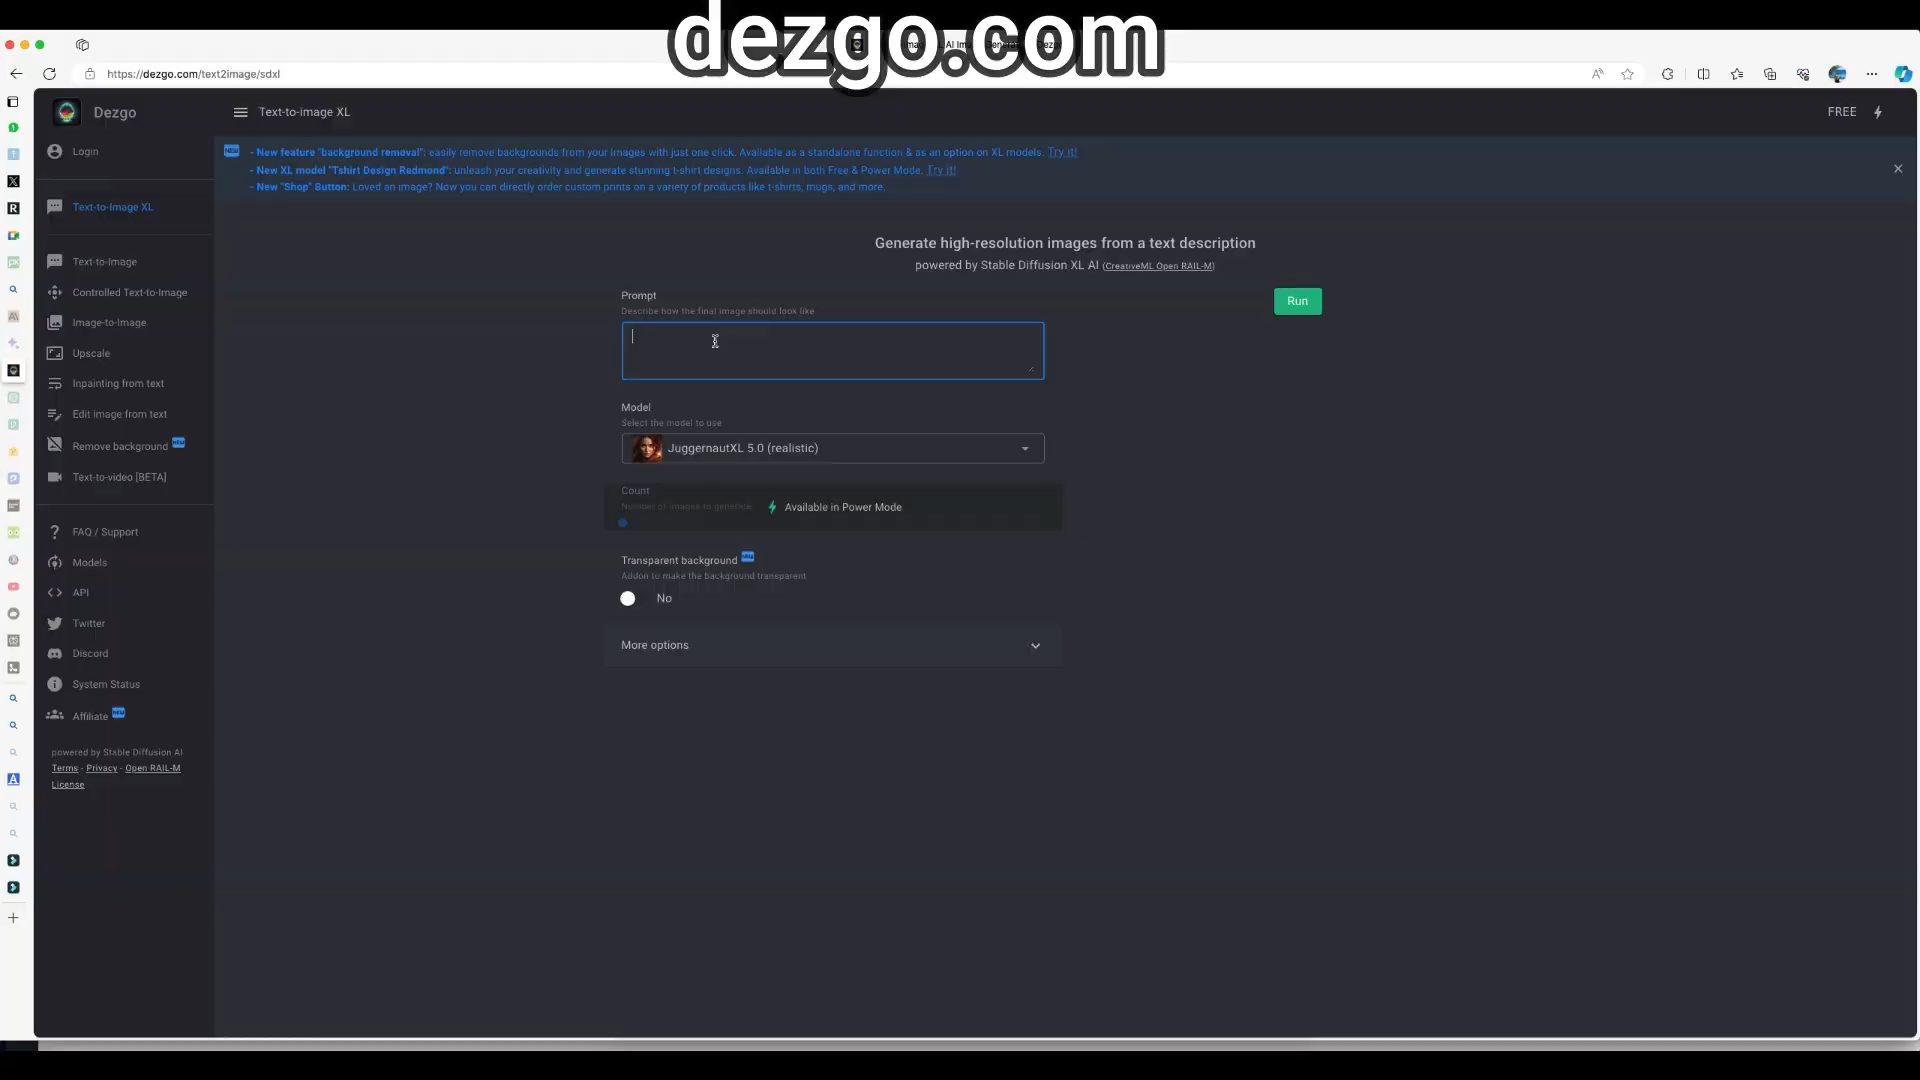 dezgo.com
https://dezgo.com/text2image/sdxl
Dezgo
Text-to-image XL
FREE
Login
NEW
- New feature "background removal": easily remove backgrounds from your images with just one click. Available as a standalone function & as an option on XL models. Try it!
- New XL model "Tshirt Design Redmond": unleash your creativity and generate stunning t-shirt designs. Available in both Free & Power Mode. Try it!
- New "Shop" Button: Loved an image? Now you can directly order custom prints on a variety of products like t-shirts, mugs, and more.
Text-to-Image XL
Text-to-Image
Controlled Text-to-Image
Image-to-Image
Upscale
Inpainting from text
Edit image from text
Remove background NEW
Text-to-video [BETA]
FAQ / Support
Models
API
Twitter
Discord
System Status
Affiliate NEW
powered by Stable Diffusion AI
Terms - Privacy - Open RAIL-M
License
Generate high-resolution images from a text description
powered by Stable Diffusion XL AI (CreativeML Open RAIL-M)
Prompt
Describe how the final image should look like
Run
Model
Select the model to use
JuggernautXL 5.0 (realistic)
Count
Number of images to generate
Available in Power Mode
Transparent background NEW
Addon to make the background transparent
No
More options